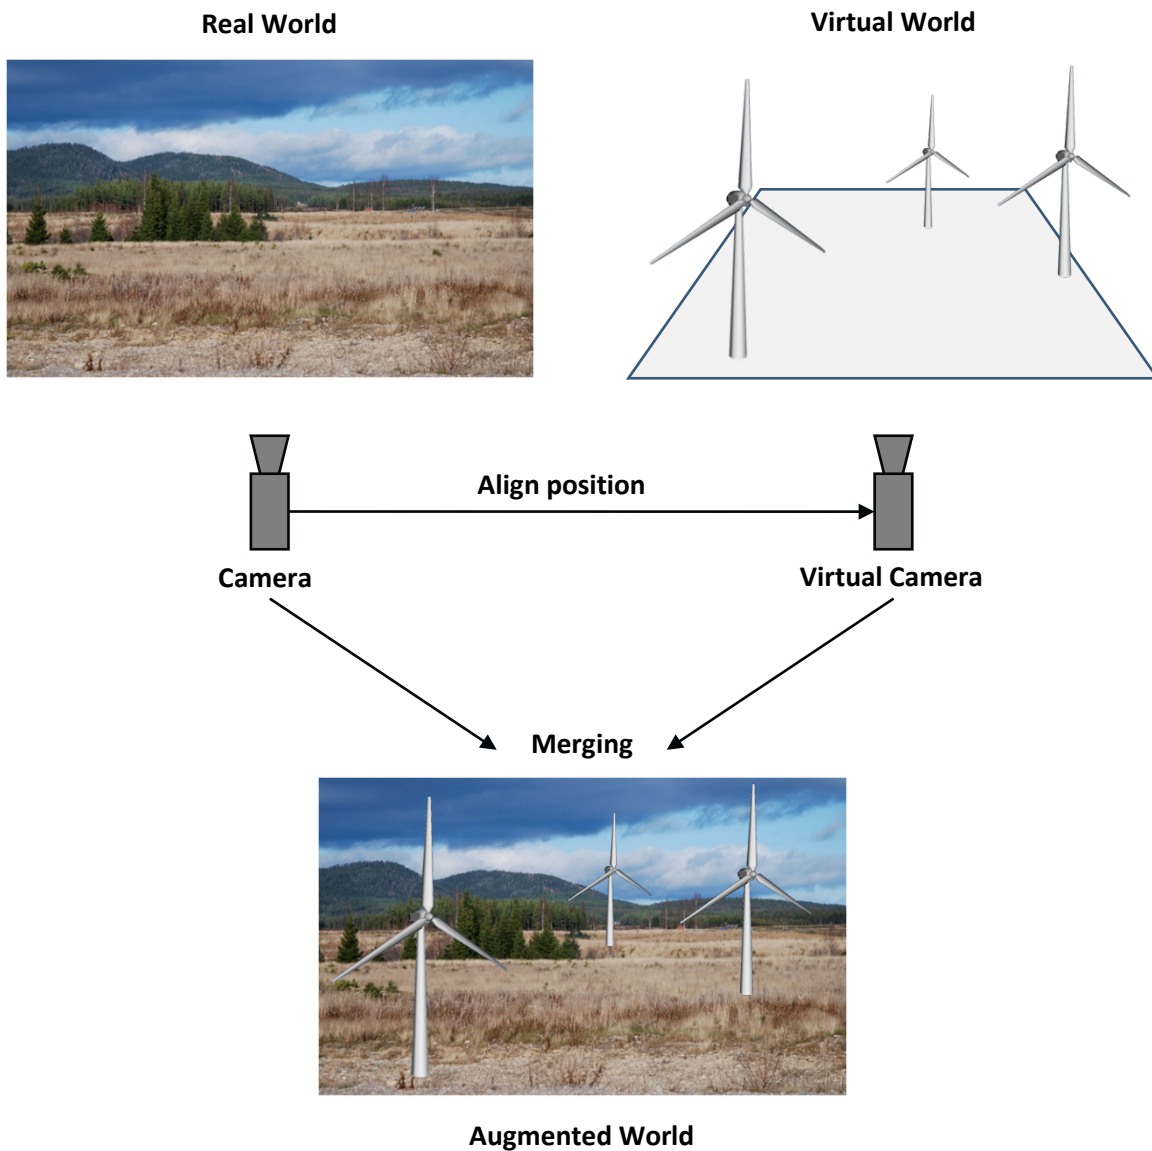 Real World
Virtual World
Align position
Camera
Virtual Camera
Merging
Augmented World